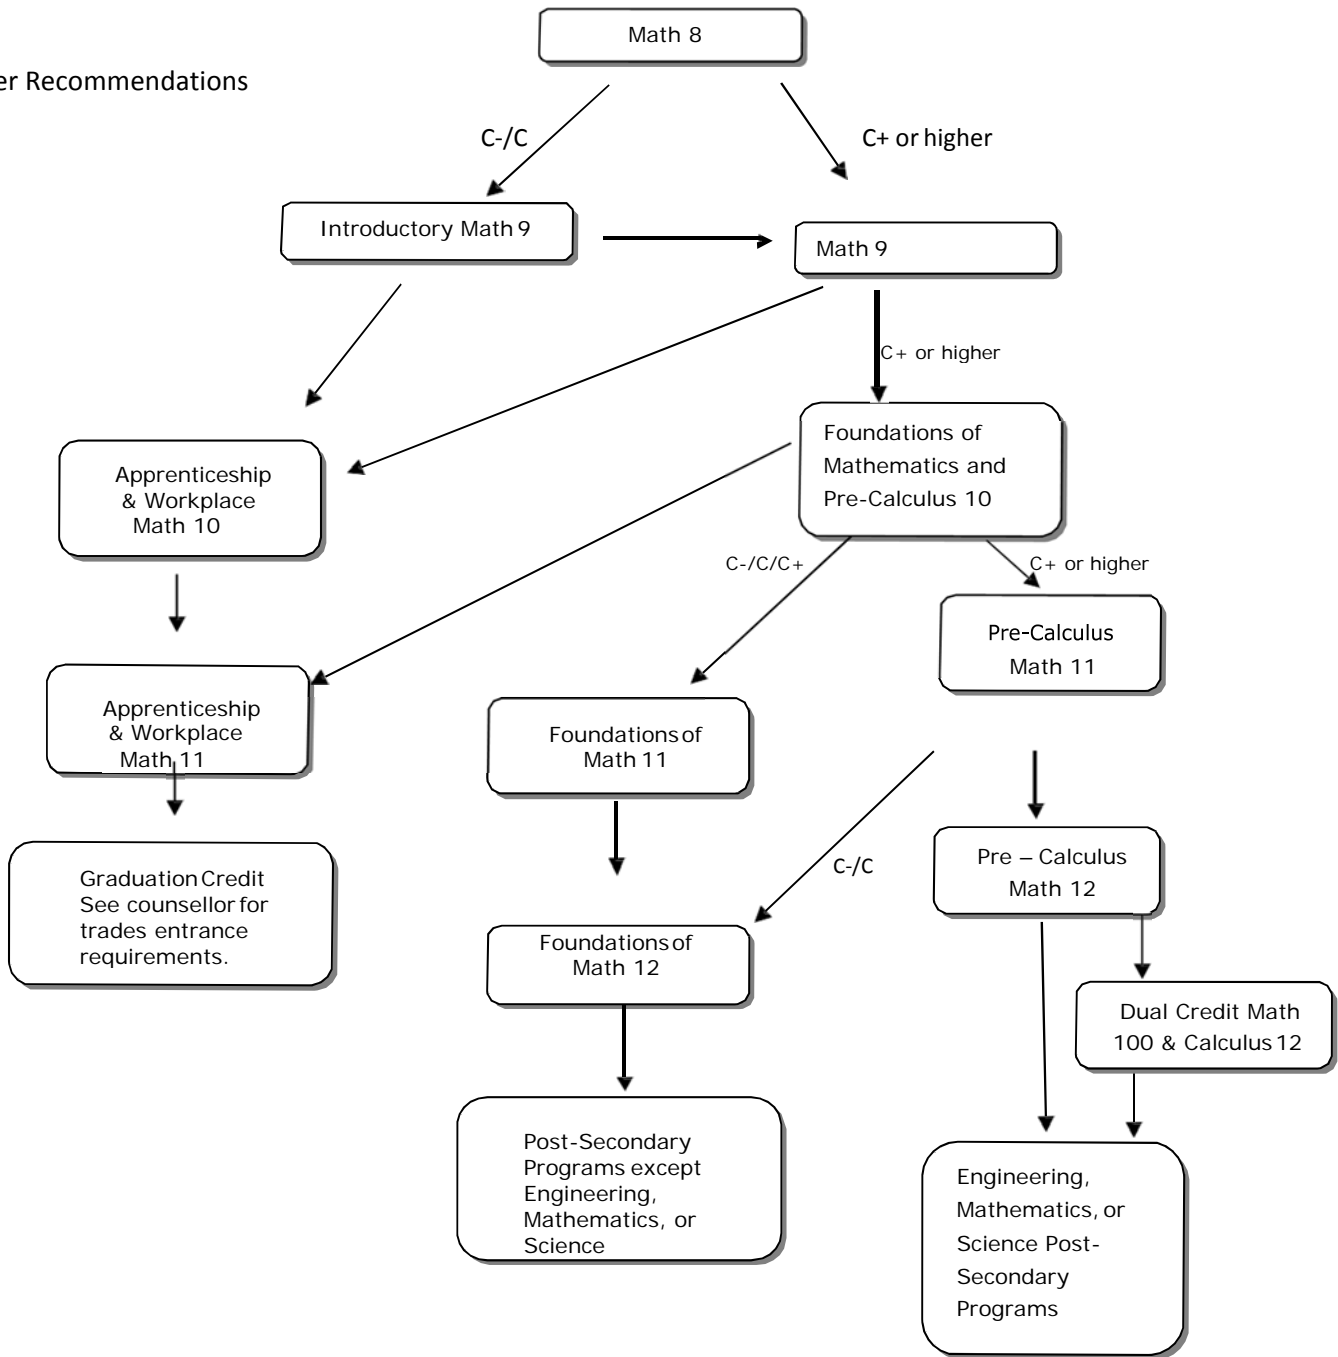 Math 8
er Recommendations
C-/C
C+ or higher
Introductory Math 9
Math 9
C+ or higher
Foundations of
Mathematics and
Pre-Calculus 10
Apprenticeship
& Workplace
Math 10
C-/C/C+
C+ or higher
Pre-Calculus
Math 11
Apprenticeship
& Workplace
Math 11
Foundations of
Math 11
Graduation Credit
See counsellor for
trades entrance
requirements.
C-/C
Pre – Calculus
Math 12
Foundations of
Math 12
Dual Credit Math
100 & Calculus 12
Post-Secondary
Programs except
Engineering,
Mathematics, or
Science
Engineering,
Mathematics, or
Science Post-
Secondary
Programs